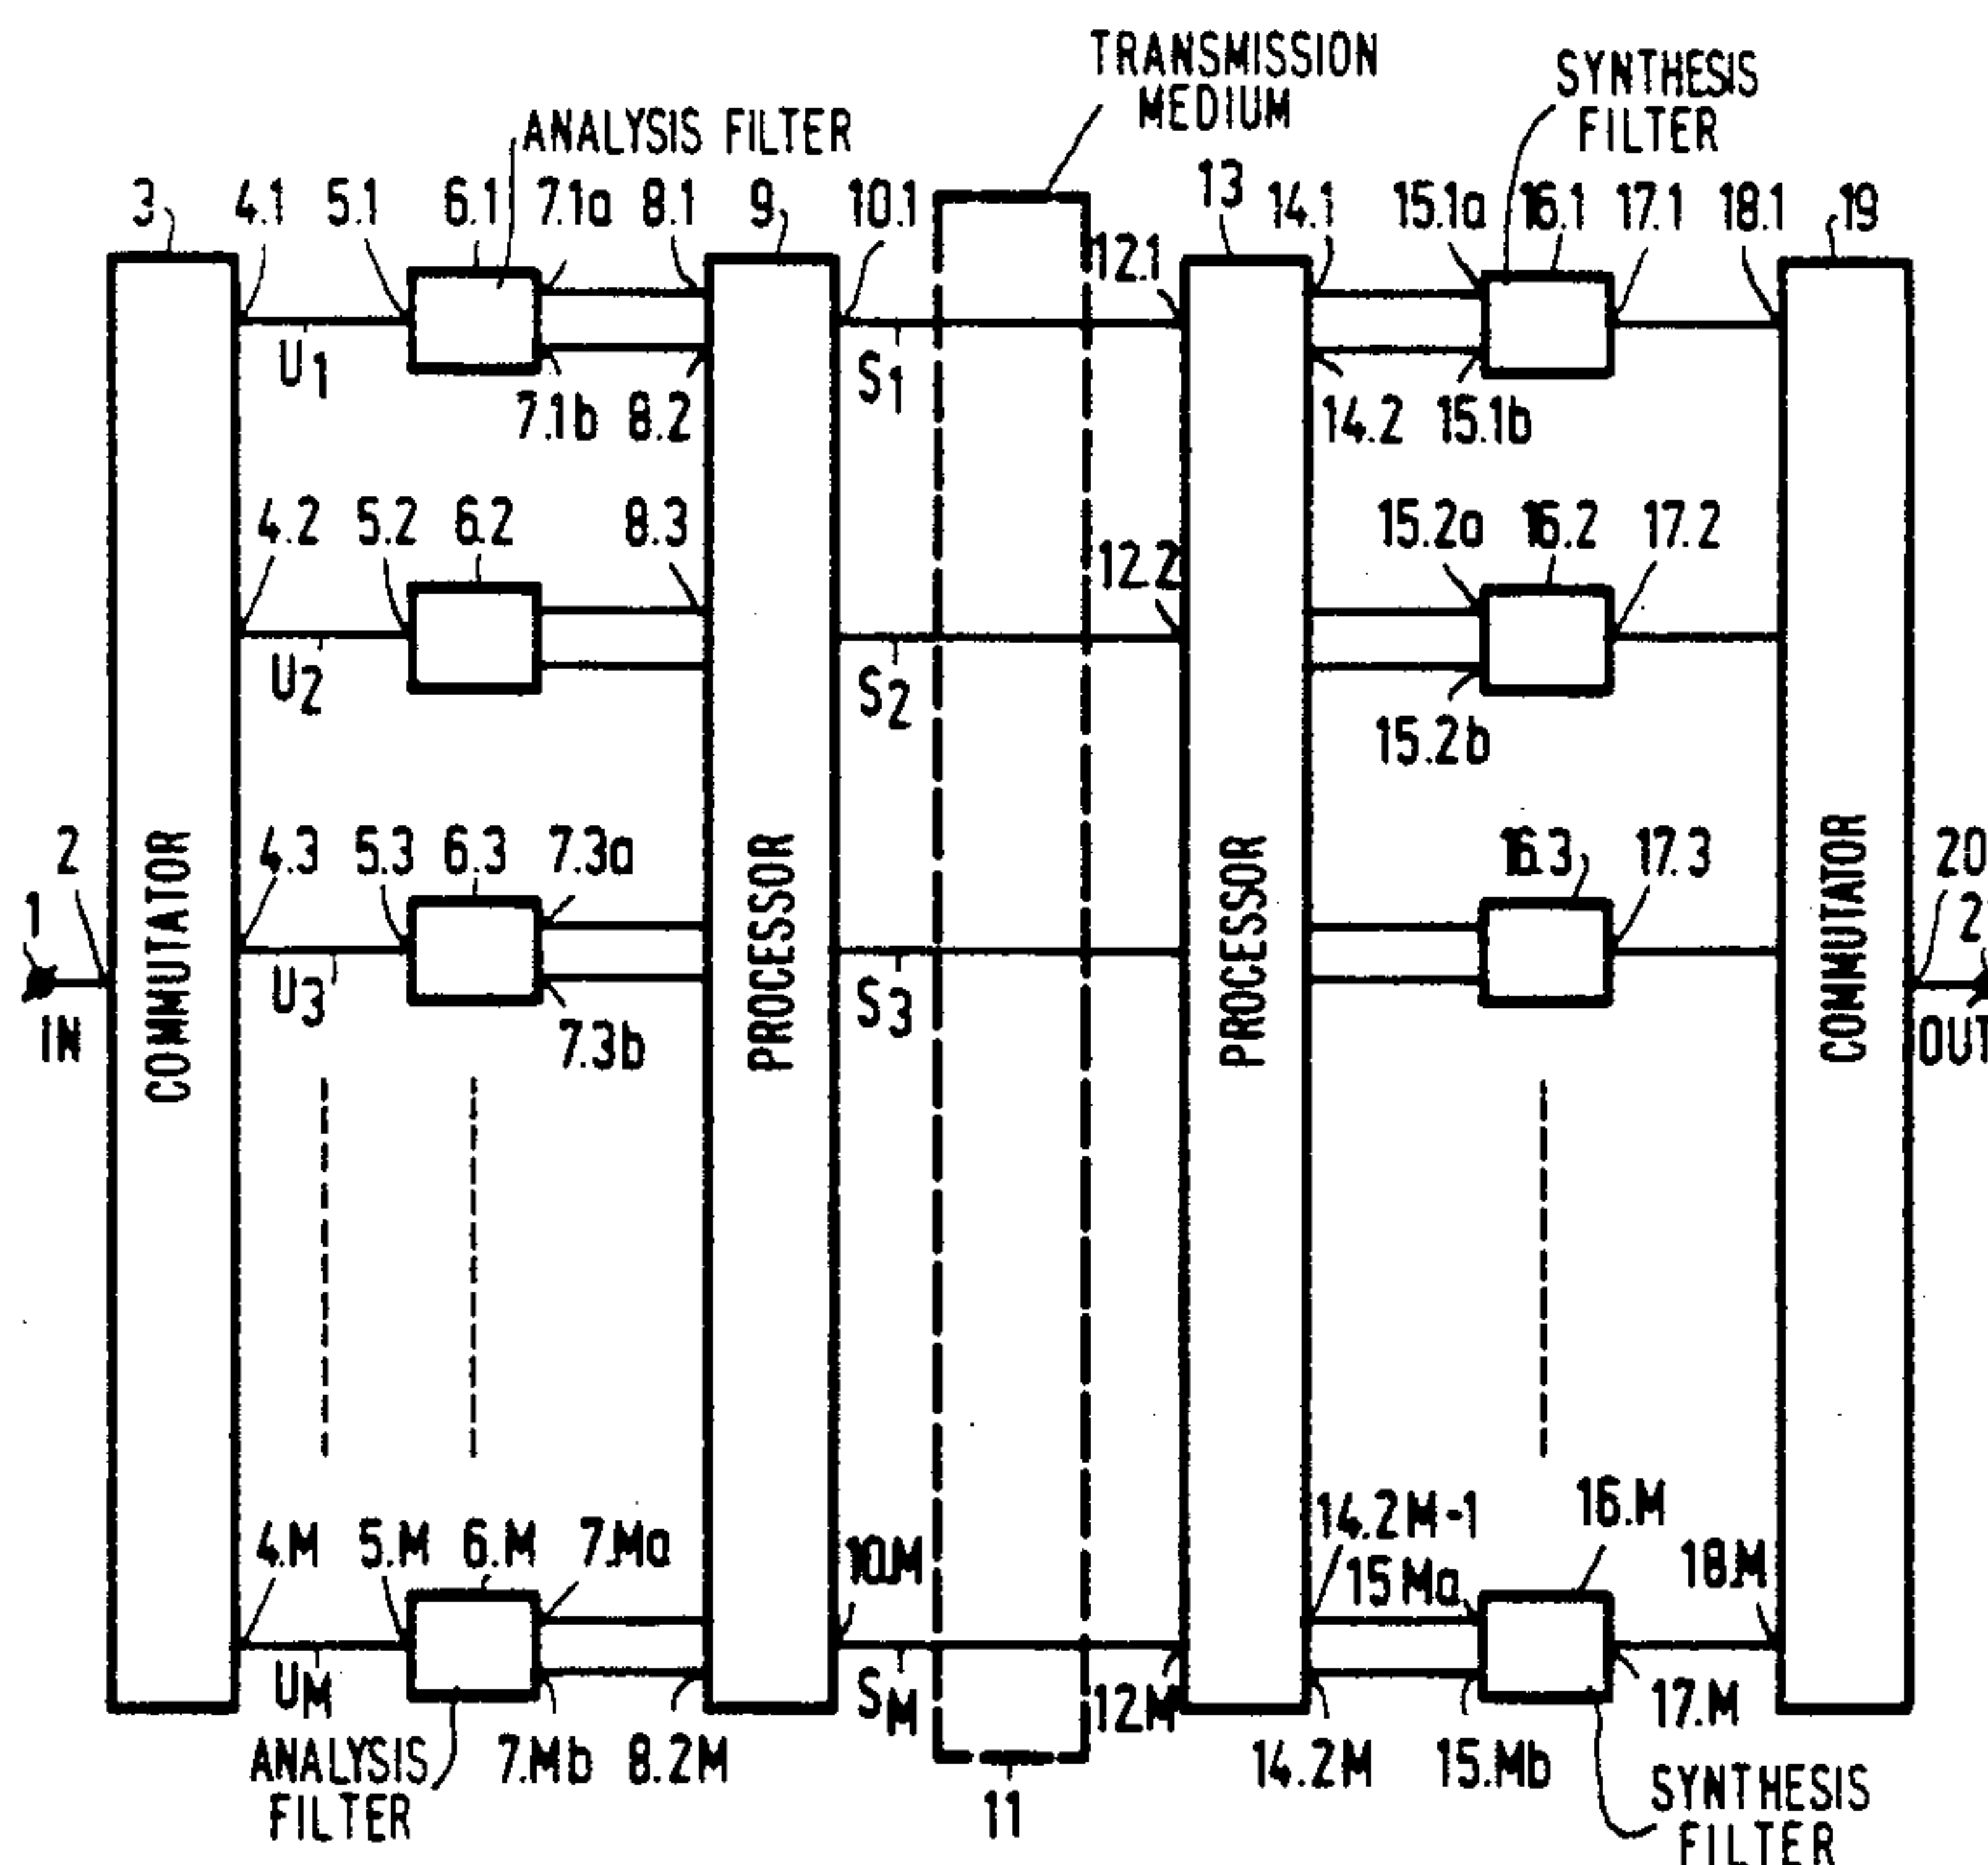 TRANSMISSION
MEDIUM
SYNTHESIS
FILTER
ANALYSIS FILTER
3 4.1 5.1 6.1 7.1a 8.1 9 10.1 12.1 13 14.1 15.1a 16.1 17.1 18.1 19
U1 S1
7.1b 8.2 14.2 15.1b
4.2 5.2 6.2 8.3 12.2 15.2a 16.2 17.2
U2 S2
15.2b
2 4.3 5.3 6.3 7.3a 16.3 17.3 20
1 2
U3 S3
IN 7.3b OUT
COMMUTATOR
PROCESSOR
PROCESSOR
COMMUTATOR
4.M 5.M 6.M 7.Ma 10.M 14.2M-1 16.M
15Ma 18.M
UM SM 12M 17.M
ANALYSIS
FILTER
7.Mb 8.2M 14.2M 15.Mb
11
SYNTHESIS
FILTER